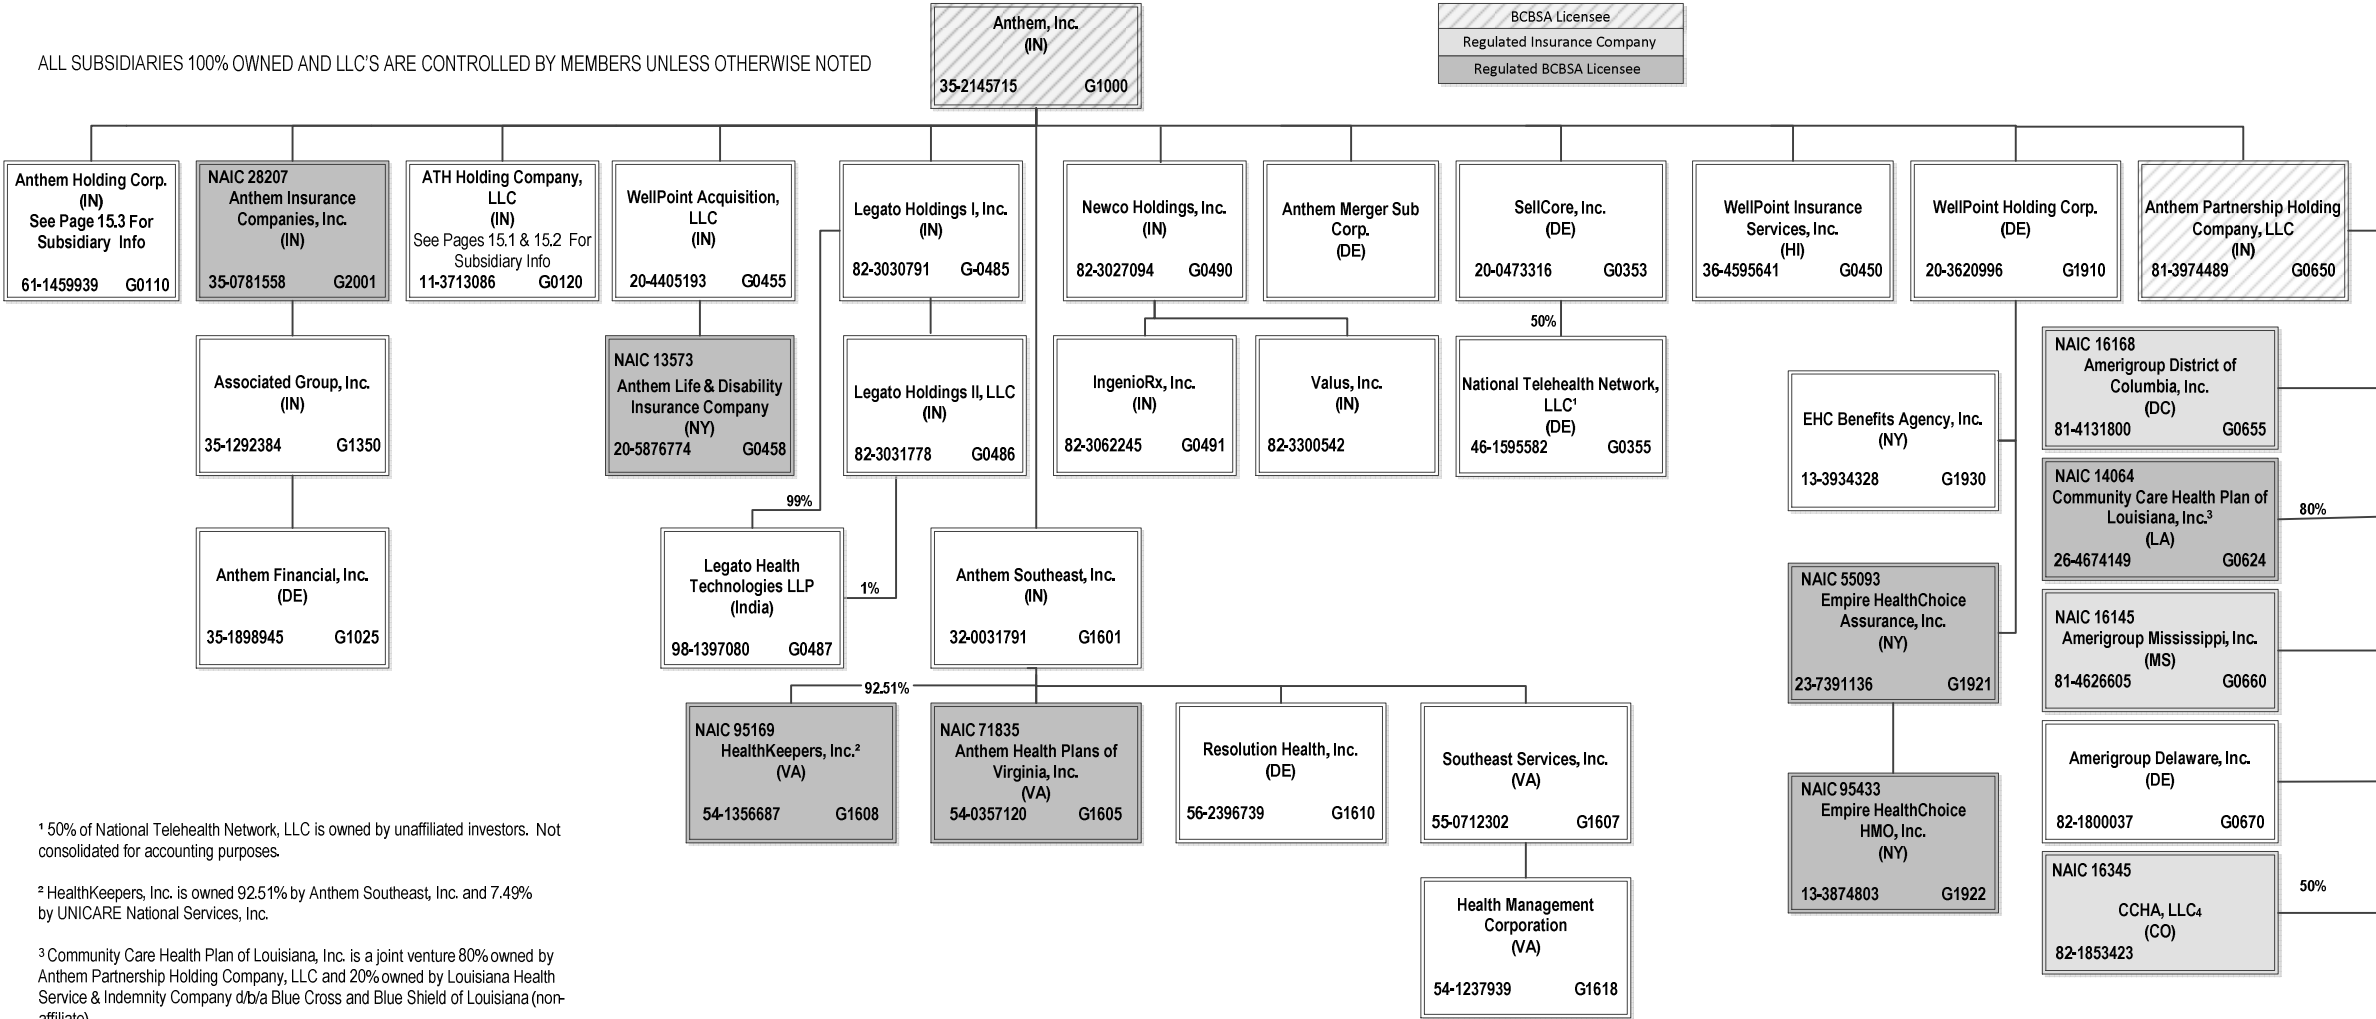 Anthem, Inc.
(IN)
35-2145715 G1000
BCBSA Licensee
Regulated Insurance Company
Regulated BCBSA Licensee
ALL SUBSIDIARIES 100% OWNED AND LLC'S ARE CONTROLLED BY MEMBERS UNLESS OTHERWISE NOTED
Anthem Holding Corp.
(IN)
See Page 15.3 For
Subsidiary Info
61-1459939 G0110
NAIC 28207
Anthem Insurance
Companies, Inc.
(IN)
35-0781558 G2001
ATH Holding Company,
LLC
(IN)
See Pages 15.1 & 15.2 For
Subsidiary Info
11-3713086 G0120
WellPoint Acquisition,
LLC
(IN)
20-4405193 G0455
Legato Holdings I, Inc.
(IN)
82-3030791 G-0485
Newco Holdings, Inc.
(IN)
82-3027094 G0490
Anthem Merger Sub
Corp.
(DE)
SellCore, Inc.
(DE)
20-0473316 G0353
WellPoint Insurance
Services, Inc.
(HI)
36-4595641 G0450
WellPoint Holding Corp.
(DE)
20-3620996 G1910
Anthem Partnership Holding
Company, LLC
(IN)
81-3974489 G0650
50%
Associated Group, Inc.
(IN)
35-1292384 G1350
NAIC 13573
Anthem Life & Disability
Insurance Company
(NY)
20-5876774 G0458
Legato Holdings II, LLC
(IN)
82-3031778 G0486
IngenioRx, Inc.
(IN)
82-3062245 G0491
Valus, Inc.
(IN)
82-3300542
National Telehealth Network,
LLC¹
(DE)
46-1595582 G0355
EHC Benefits Agency, Inc.
(NY)
13-3934328 G1930
NAIC 16168
Amerigroup District of
Columbia, Inc.
(DC)
81-4131800 G0655
NAIC 14064
Community Care Health Plan of
Louisiana, Inc.³
(LA)
26-4674149 G0624
80%
99%
1%
Anthem Financial, Inc.
(DE)
35-1898945 G1025
Legato Health
Technologies LLP
(India)
98-1397080 G0487
Anthem Southeast, Inc.
(IN)
32-0031791 G1601
NAIC 55093
Empire HealthChoice
Assurance, Inc.
(NY)
23-7391136 G1921
NAIC 16145
Amerigroup Mississippi, Inc.
(MS)
81-4626605 G0660
92.51%
NAIC 95169
HealthKeepers, Inc.²
(VA)
54-1356687 G1608
NAIC 71835
Anthem Health Plans of
Virginia, Inc.
(VA)
54-0357120 G1605
Resolution Health, Inc.
(DE)
56-2396739 G1610
Southeast Services, Inc.
(VA)
55-0712302 G1607
NAIC 95433
Empire HealthChoice
HMO, Inc.
(NY)
13-3874803 G1922
Amerigroup Delaware, Inc.
(DE)
82-1800037 G0670
NAIC 16345
CCHA, LLC4
(CO)
82-1853423
50%
Health Management
Corporation
(VA)
54-1237939 G1618
¹ 50% of National Telehealth Network, LLC is owned by unaffiliated investors. Not
consolidated for accounting purposes.
² HealthKeepers, Inc. is owned 92.51% by Anthem Southeast, Inc. and 7.49%
by UNICARE National Services, Inc.
³ Community Care Health Plan of Louisiana, Inc. is a joint venture 80% owned by
Anthem Partnership Holding Company, LLC and 20% owned by Louisiana Health
Service & Indemnity Company d/b/a Blue Cross and Blue Shield of Louisiana (non-
affiliate)